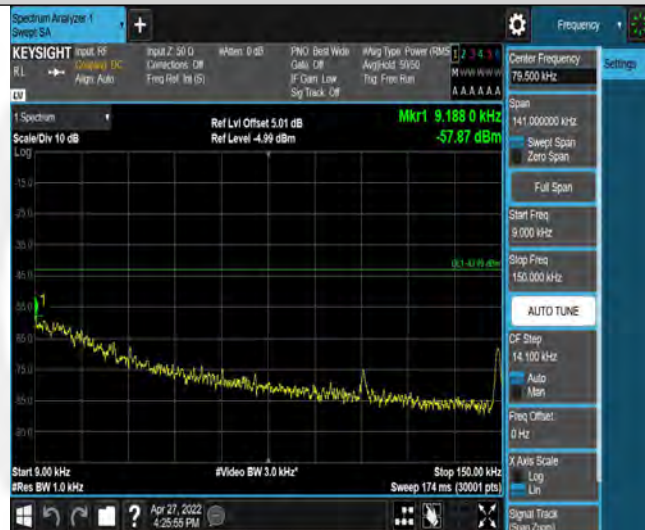 Spectrum Analyzer 1
Swept SA
+
Frequency
KEYSIGHT
Input: RF
Coupling: DC
Align: Auto
RL
Input Z: 50 Ω
Corrections: Off
Freq Ref: Int (S)
#Atten: 0 dB
PNO: Best Wide
Gate: Off
IF Gain: Low
Sig Track: Off
#Avg Type: Power (RMS
Avg|Hold: 50/50
Trig: Free Run
1 2 3 4 5 6
M W W W W W
A A A A A A
LXI
1 Spectrum
Scale/Div 10 dB
Log
Ref Lvl Offset 5.01 dB
Ref Level -4.99 dBm
Mkr1 9.188 0 kHz
-57.87 dBm
-15.0
-25.0
-35.0
-45.0
-55.0
-65.0
-75.0
-85.0
-95.0
1
Start 9.00 kHz
#Res BW 1.0 kHz
#Video BW 3.0 kHz*
Stop 150.00 kHz
Sweep 174 ms (30001 pts)
Center Frequency
79.500 kHz
Settings
Span
141.000000 kHz
Swept Span
Zero Span
Full Span
Start Freq
9.000 kHz
Stop Freq
150.000 kHz
AUTO TUNE
CF Step
14.100 kHz
Auto
Man
Freq Offset
0 Hz
X Axis Scale
Log
Lin
Signal Track
(Span Zoom)
?
Apr 27, 2022
4:25:55 PM